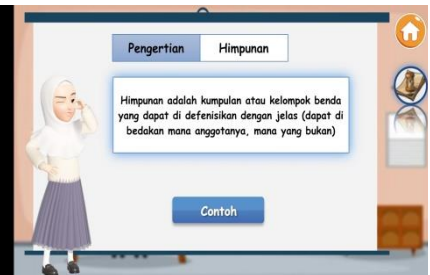 Pengertian Himpunan
Himpunan adalah kumpulan atau kelompok benda
yang dapat di defenisikan dengan jelas (dapat di
bedakan mana anggotanya, mana yang bukan)
Contoh